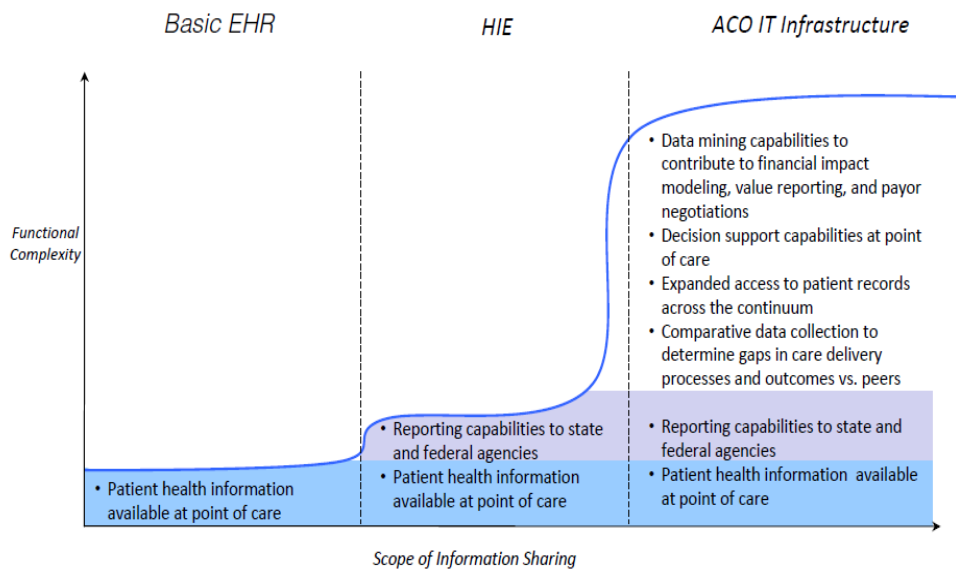 Basic EHR
HIE
ACO IT Infrastructure
Functional
Complexity
• Patient health information
available at point of care
• Reporting capabilities to state
and federal agencies
• Patient health information
available at point of care
• Data mining capabilities to
contribute to financial impact
modeling, value reporting, and payor
negotiations
• Decision support capabilities at point
of care
• Expanded access to patient records
across the continuum
• Comparative data collection to
determine gaps in care delivery
processes and outcomes vs. peers
• Reporting capabilities to state and
federal agencies
• Patient health information available
at point of care
Scope of Information Sharing